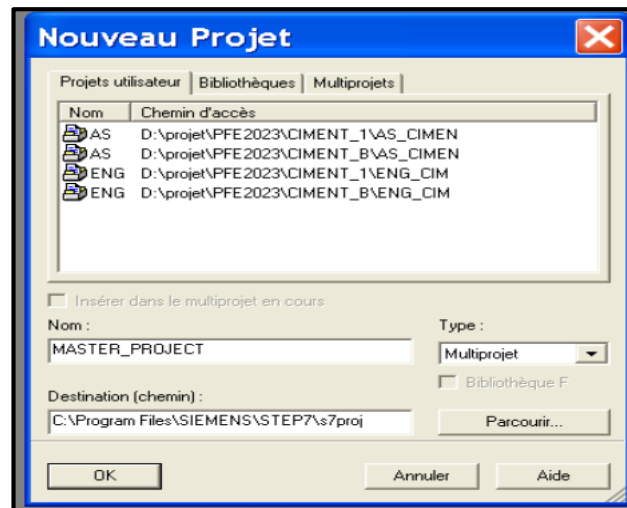 Nouveau Projet
Projets utilisateur Bibliothèques Multiprojets
Nom Chemin d'accès
AS D:\projet\PFE2023\CIMENT_1\AS_CIMEN
AS D:\projet\PFE2023\CIMENT_B\AS_CIMEN
ENG D:\projet\PFE2023\CIMENT_1\ENG_CIM
ENG D:\projet\PFE2023\CIMENT_B\ENG_CIM
Insérer dans le multiprojet en cours
Nom : Type :
MASTER_PROJECT Multiprojet
Bibliothèque F
Destination (chemin) :
C:\Program Files\SIEMENS\STEP7\s7proj Parcourir...
OK Annuler Aide